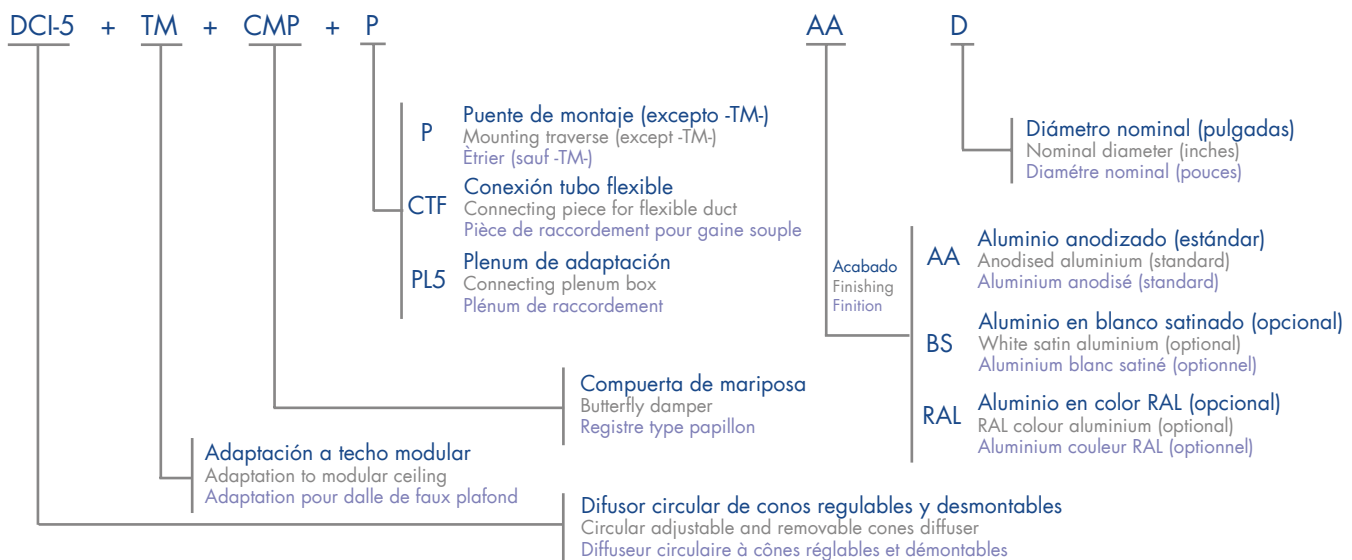 DCI-5 + TM + CMP + P AA D
P
Puente de montaje (excepto -TM-)
Mounting traverse (except -TM-)
Ètrier (sauf -TM-)
CTF
Conexión tubo flexible
Connecting piece for flexible duct
Pièce de raccordement pour gaine souple
PL5
Plenum de adaptación
Connecting plenum box
Plénum de raccordement
Diámetro nominal (pulgadas)
Nominal diameter (inches)
Diamétre nominal (pouces)
Acabado
Finishing
Finition
AA
Aluminio anodizado (estándar)
Anodised aluminium (standard)
Aluminium anodisé (standard)
BS
Aluminio en blanco satinado (opcional)
White satin aluminium (optional)
Aluminium blanc satiné (optionnel)
RAL
Aluminio en color RAL (opcional)
RAL colour aluminium (optional)
Aluminium couleur RAL (optionnel)
Compuerta de mariposa
Butterfly damper
Registre type papillon
Adaptación a techo modular
Adaptation to modular ceiling
Adaptation pour dalle de faux plafond
Difusor circular de conos regulables y desmontables
Circular adjustable and removable cones diffuser
Diffuseur circulaire à cônes réglables et démontables